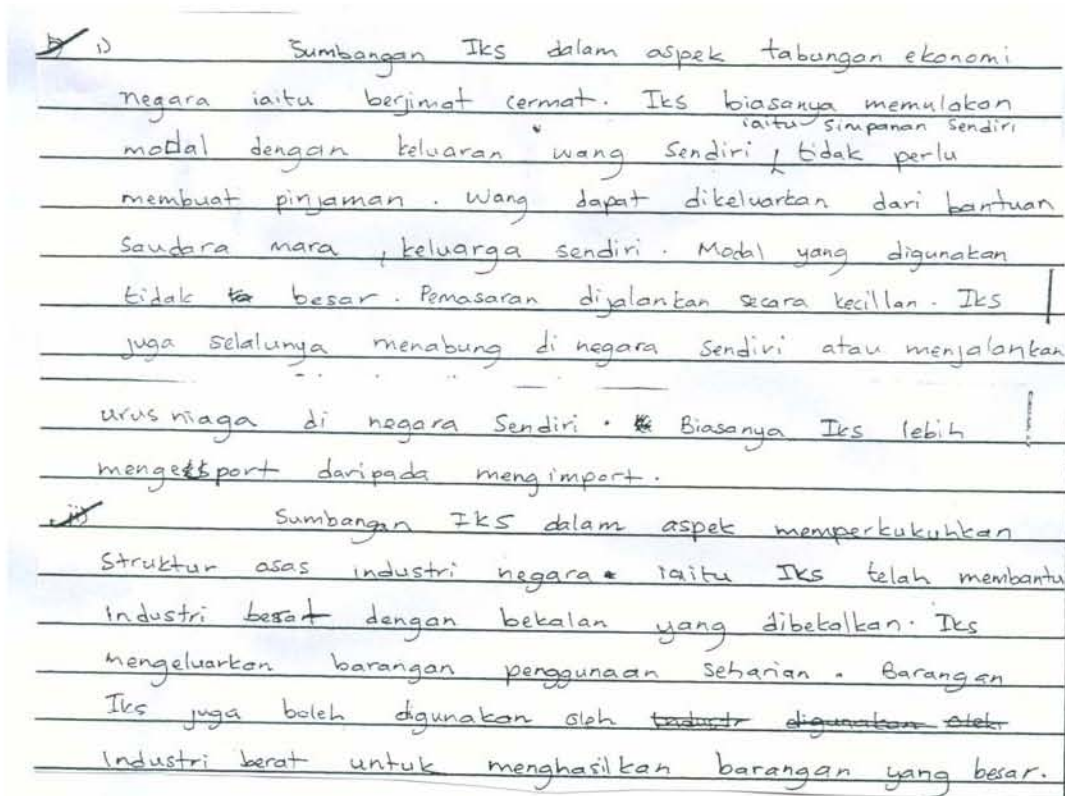 b) i) Sumbangan Iks dalam aspek tabungan ekonomi
negara iaitu berjimat cermat. Iks biasanya memulakan
iaitu simpanan sendiri
modal dengan keluaran wang sendiri, tidak perlu
membuat pinjaman. wang dapat dikeluarkan dari bantuan
saudara mara, keluarga sendiri. Modal yang digunakan
tidak besar. Pemasaran dijalankan secara kecillan. Iks
juga selalunya menabung di negara sendiri atau menjalankan
urus niaga di negara sendiri. Biasanya Iks lebih
mengeksport daripada mengimport.
ii) Sumbangan IKS dalam aspek memperkukuhkan
Struktur asas industri negara iaitu Iks telah membantu
industri berat dengan bekalan yang dibekalkan. Iks
mengeluarkan barangan penggunaan seharian. Barangan
Iks juga boleh digunakan oleh industr digunakan oleh
Industri berat untuk menghasilkan barangan yang besar.